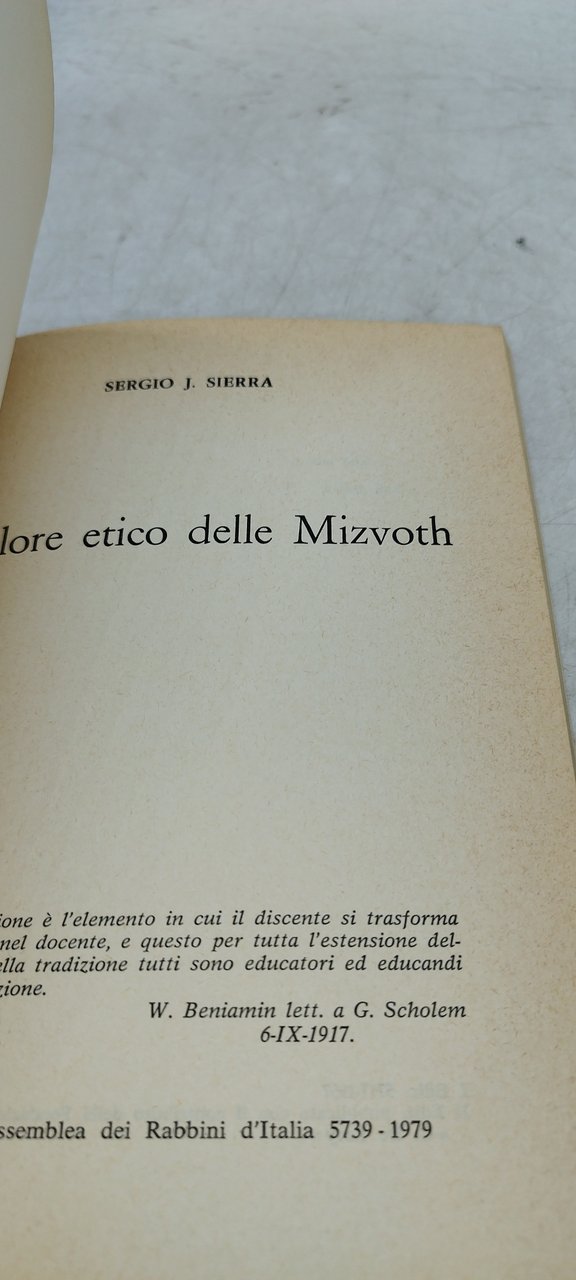 SERGIO J. SIERRA
lore etico delle Mizvoth
ione è l'elemento in cui il discente si trasforma
nel docente, e questo per tutta l'estensione del-
ella tradizione tutti sono educatori ed educandi
zione.
W. Beniamin lett. a G. Scholem
6-IX-1917.
ssemblea dei Rabbini d'Italia 5739-1979